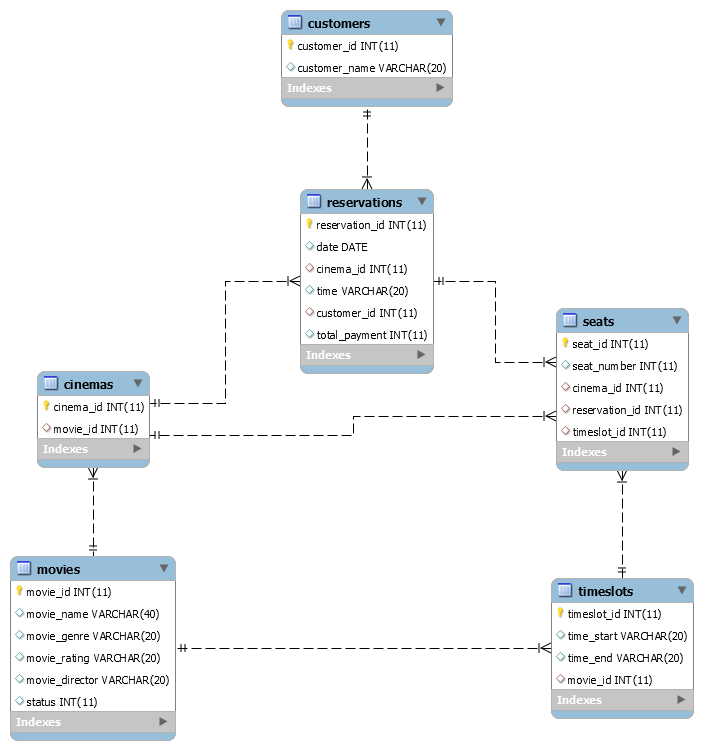 customers
customer_id INT(11)
customer_name VARCHAR(20)
Indexes
reservations
reservation_id INT(11)
date DATE
cinema_id INT(11)
time VARCHAR(20)
customer_id INT(11)
total_payment INT(11)
Indexes
seats
seat_id INT(11)
seat_number INT(11)
cinema_id INT(11)
reservation_id INT(11)
timeslot_id INT(11)
Indexes
cinemas
cinema_id INT(11)
movie_id INT(11)
Indexes
movies
movie_id INT(11)
movie_name VARCHAR(40)
movie_genre VARCHAR(20)
movie_rating VARCHAR(20)
movie_director VARCHAR(20)
status INT(11)
Indexes
timeslots
timeslot_id INT(11)
time_start VARCHAR(20)
time_end VARCHAR(20)
movie_id INT(11)
Indexes